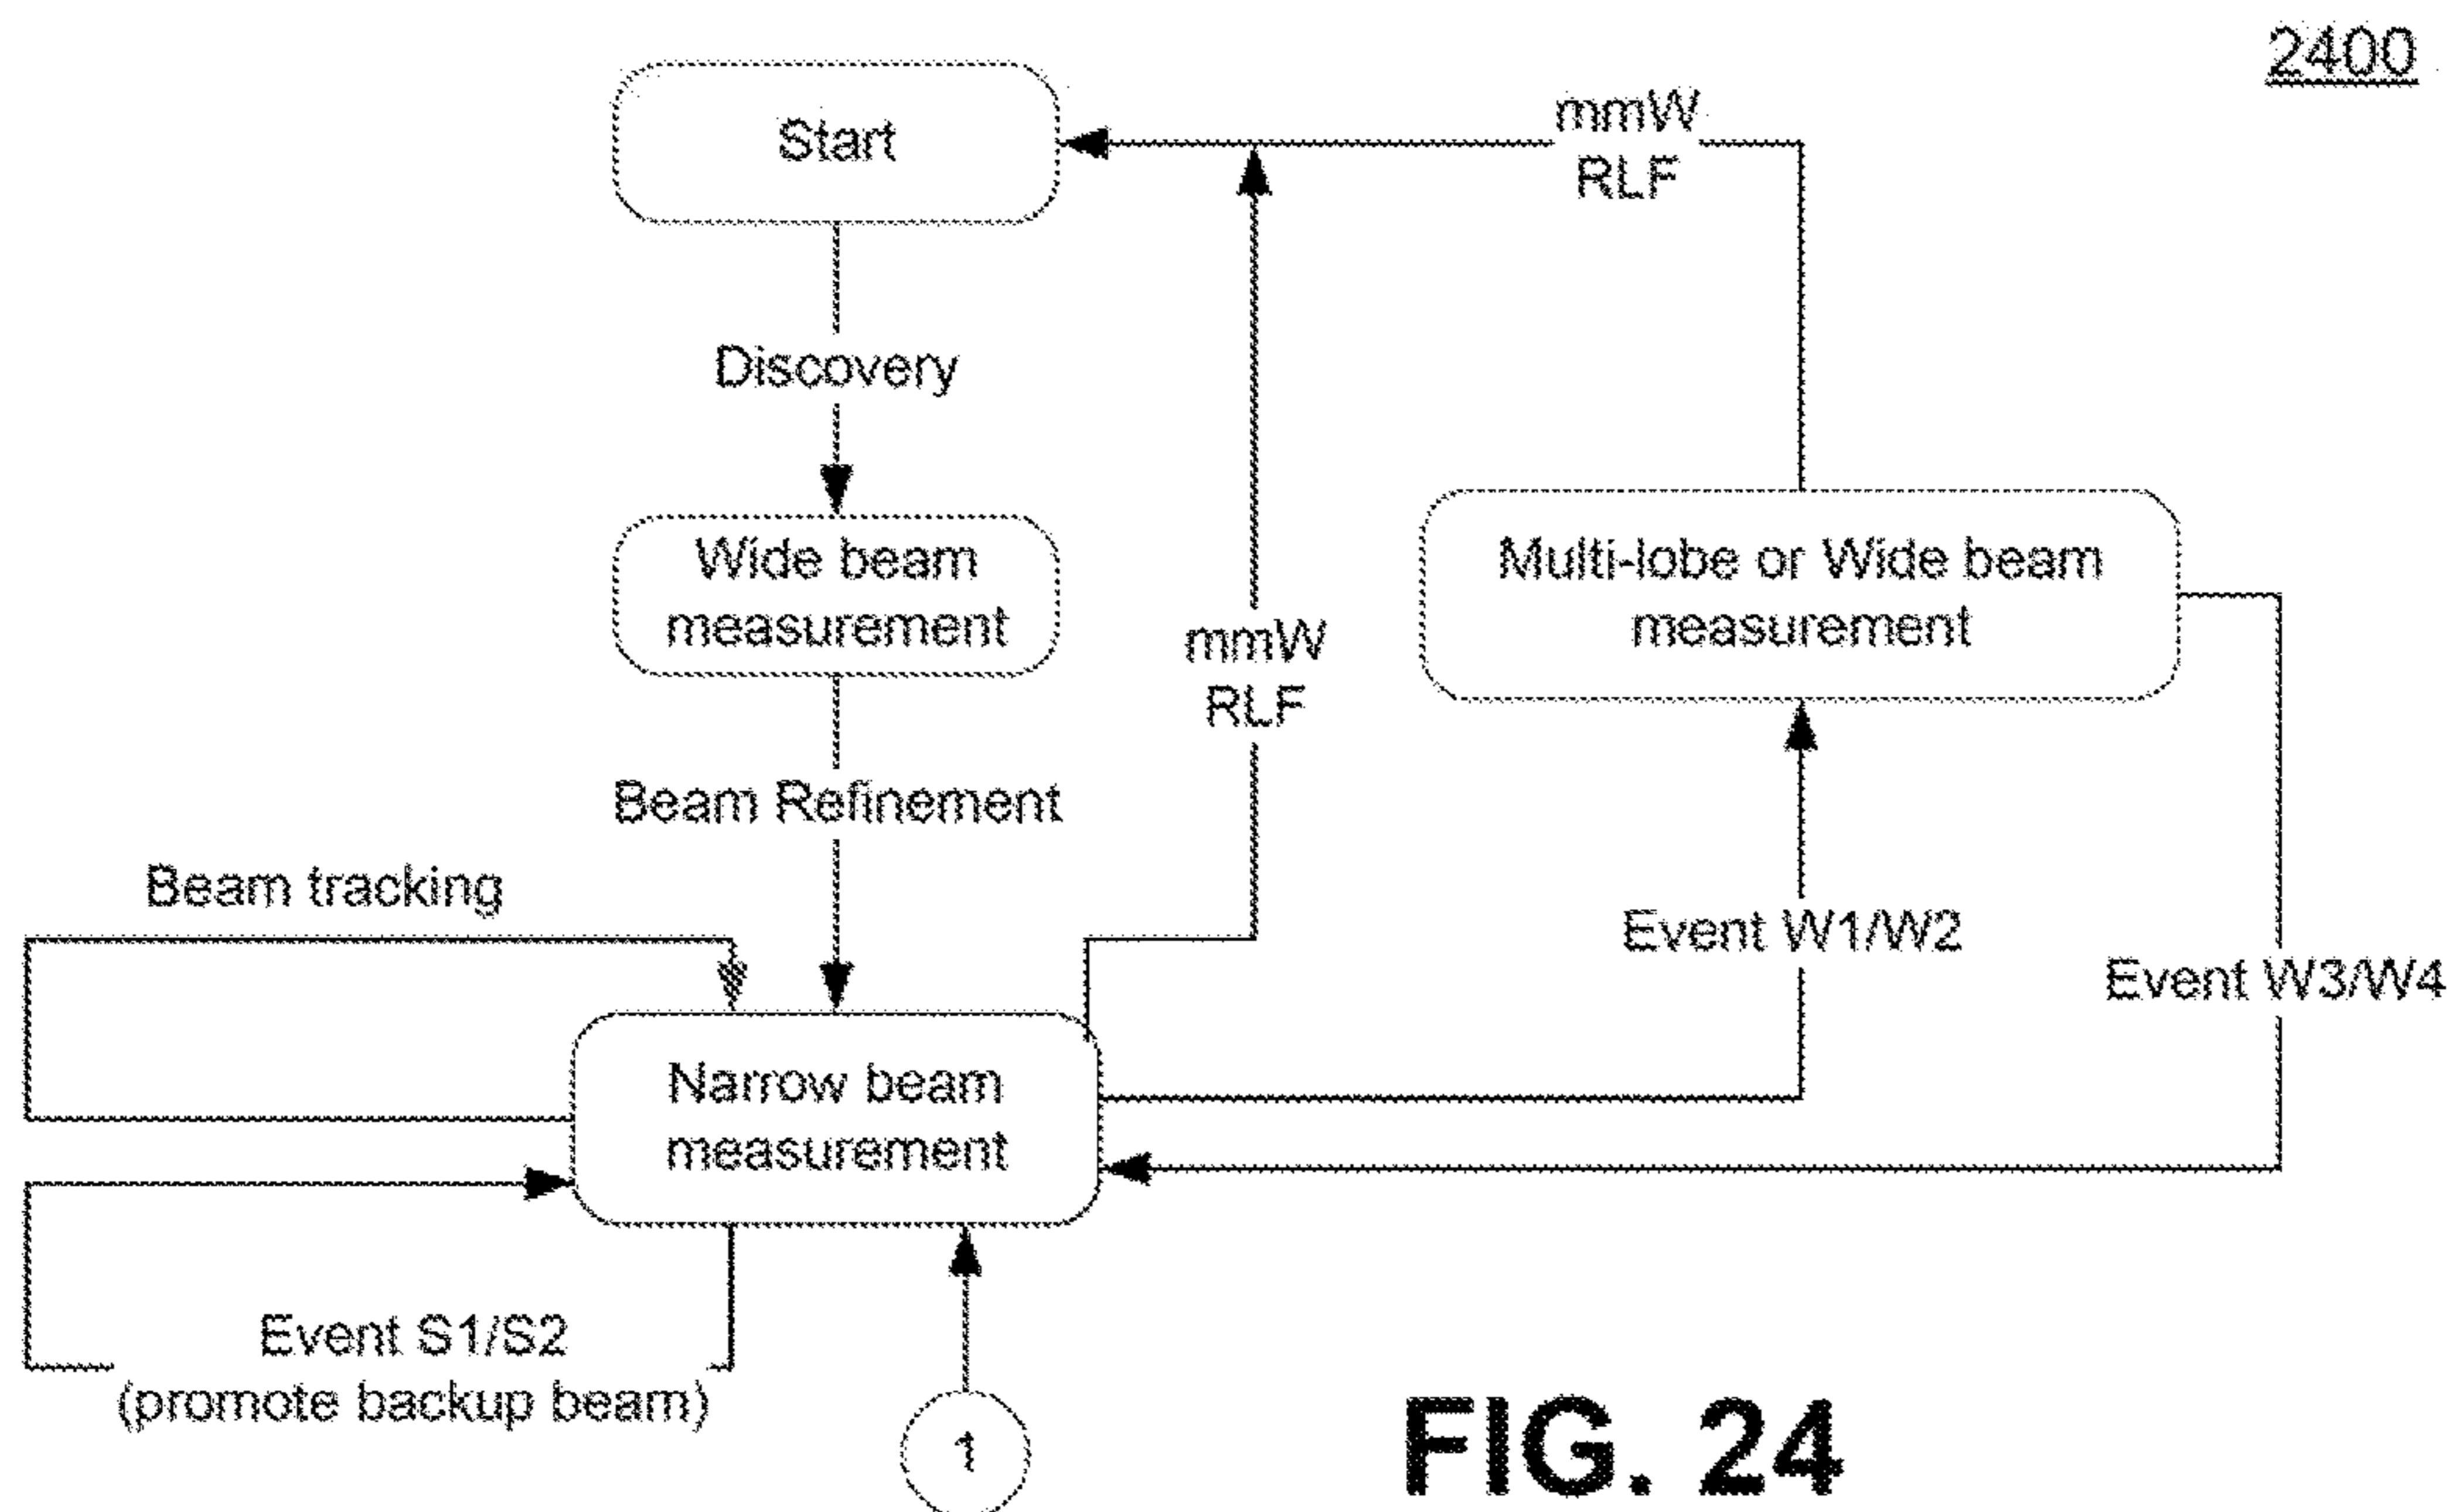 2400
Start
mmW
RLF
Discovery
Wide beam
measurement
Multi-lobe or Wide beam
measurement
mmW
RLF
Beam Refinement
Beam tracking
Event W1/W2
Event W3/W4
Narrow beam
measurement
Event S1/S2
(promote backup beam)
1
FIG. 24